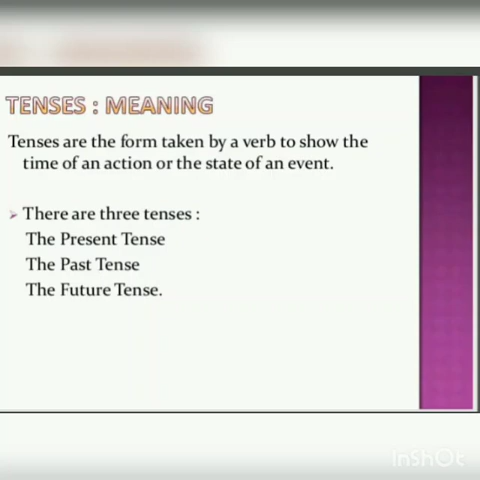 TENSES : MEANING
Tenses are the form taken by a verb to show the
time of an action or the state of an event.
➢ There are three tenses :
The Present Tense
The Past Tense
The Future Tense.
InShOt